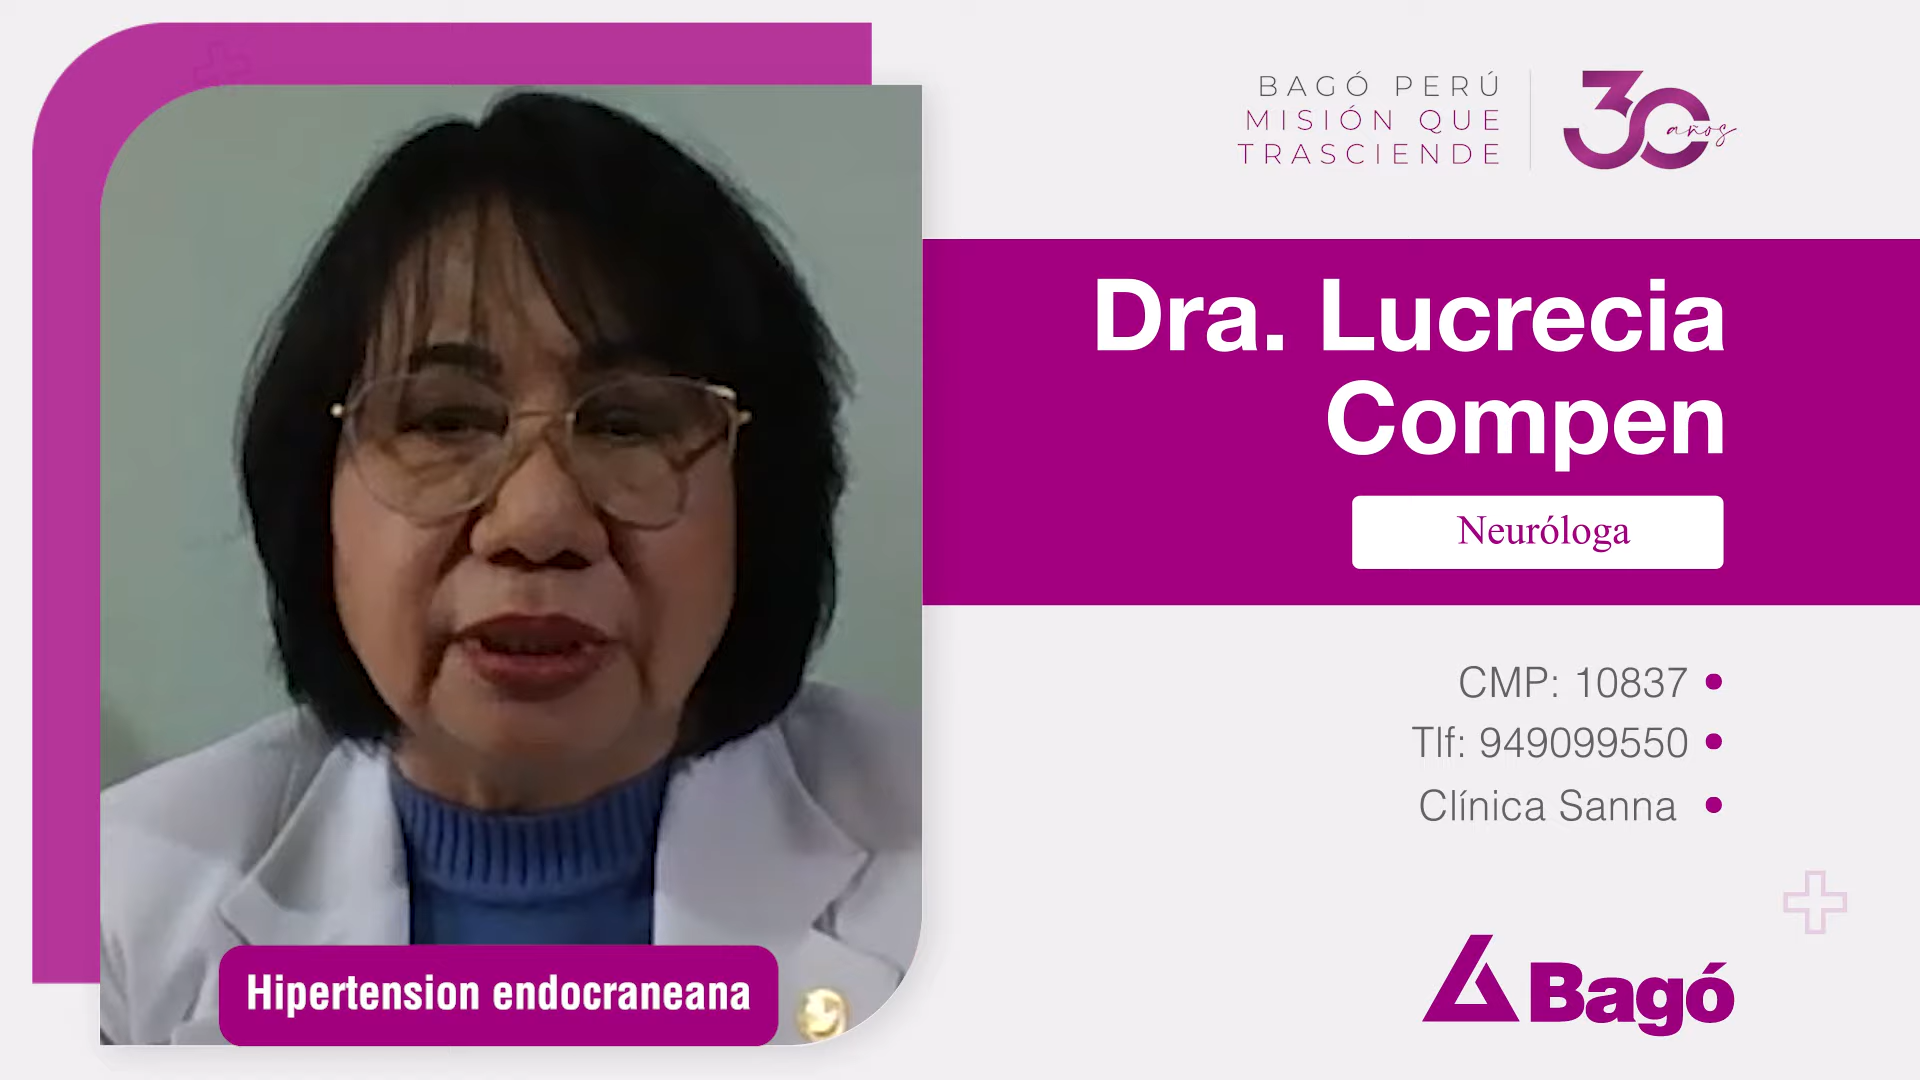 BAGÓ PERÚ
MISIÓN QUE
TRASCIENDE
30 años
Dra. Lucrecia
Compen
Neuróloga
CMP: 10837
Tlf: 949099550
Clínica Sanna
Hipertension endocraneana
Bagó